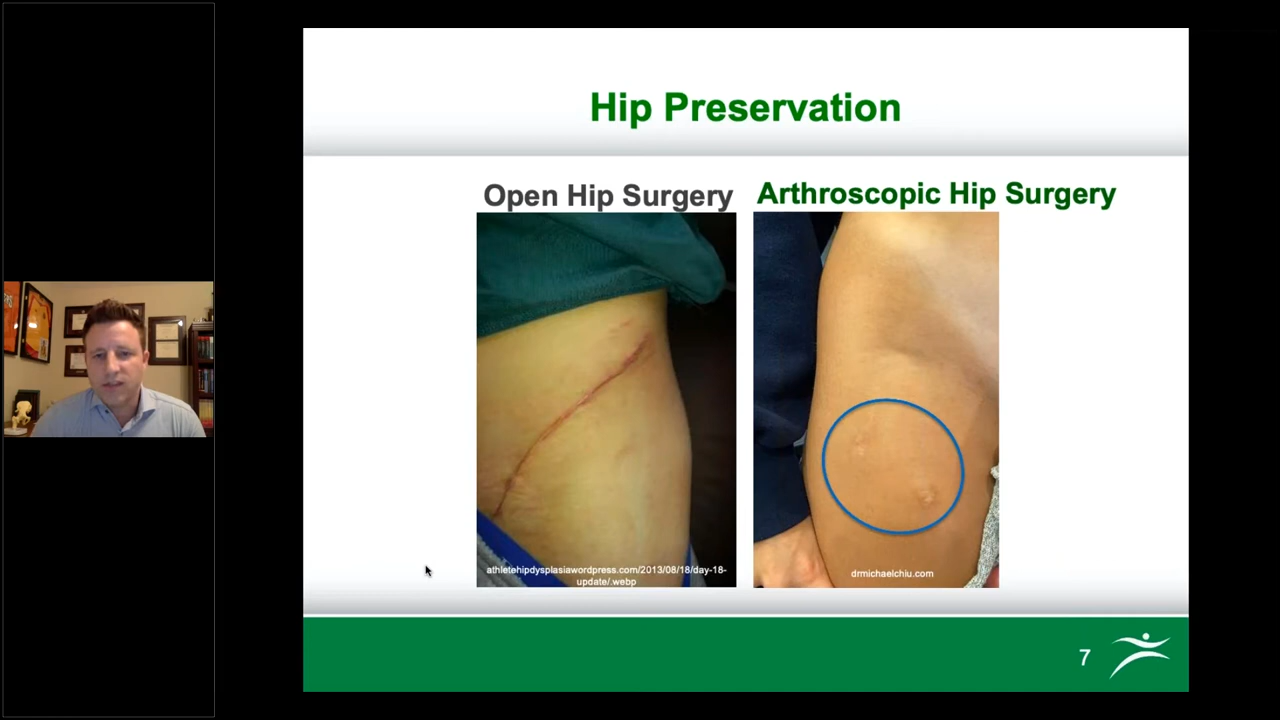 Hip Preservation
Open Hip Surgery
Arthroscopic Hip Surgery
athletehipdysplasiawordpress.com/2013/08/18/day-18-
update/.webp
drmichaelchiu.com
7